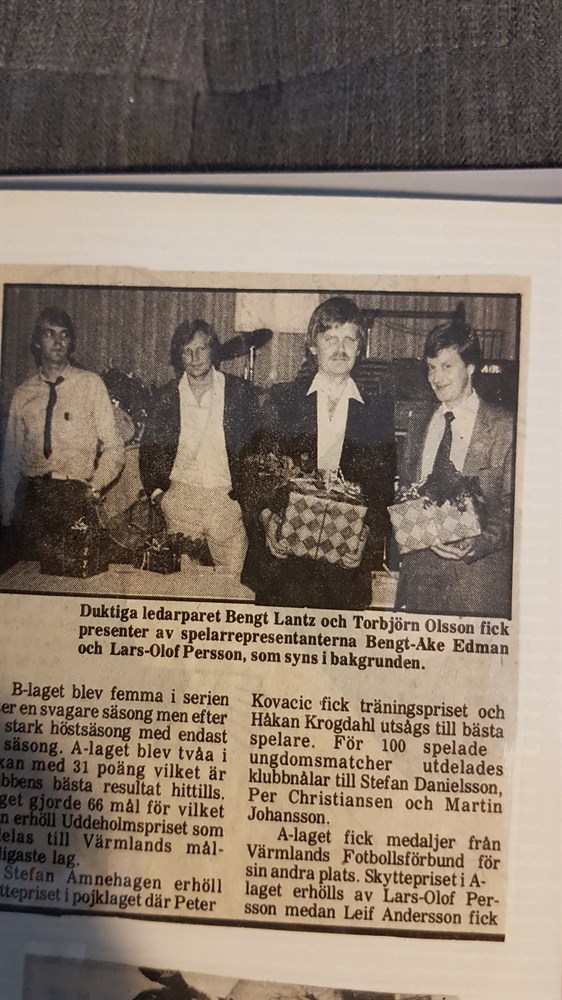 Duktiga ledarparet Bengt Lantz och Torbjörn Olsson fick
presenter av spelarrepresentanterna Bengt-Ake Edman
och Lars-Olof Persson, som syns i bakgrunden.
B-laget blev femma i serien
er en svagare säsong men efter
stark höstsäsong med endast
säsong. A-laget blev tvåa i
kan med 31 poäng vilket är
bbens bästa resultat hittills.
get gjorde 66 mål för vilket
n erhöll Uddeholmspriset som
elas till Värmlands mål-
igaste lag.
Stefan Åmnehagen erhöll
ttepriset i pojklaget där Peter
Kovacic fick träningspriset och
Håkan Krogdahl utsågs till bästa
spelare. För 100 spelade
ungdomsmatcher utdelades
klubbnålar till Stefan Danielsson,
Per Christiansen och Martin
Johansson.
A-laget fick medaljer från
Värmlands Fotbollsförbund för
sin andra plats. Skyttepriset i A-
laget erhölls av Lars-Olof Per-
sson medan Leif Andersson fick